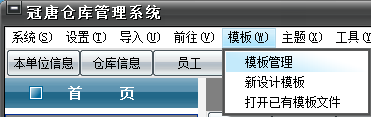 冠唐仓库管理系统
系统(S) 设置(T) 导入(U) 前往(V) 模板(W) 主题(X) 工具(
本单位信息 仓库信息 员工
模板管理
首 页
新设计模板
打开已有模板文件